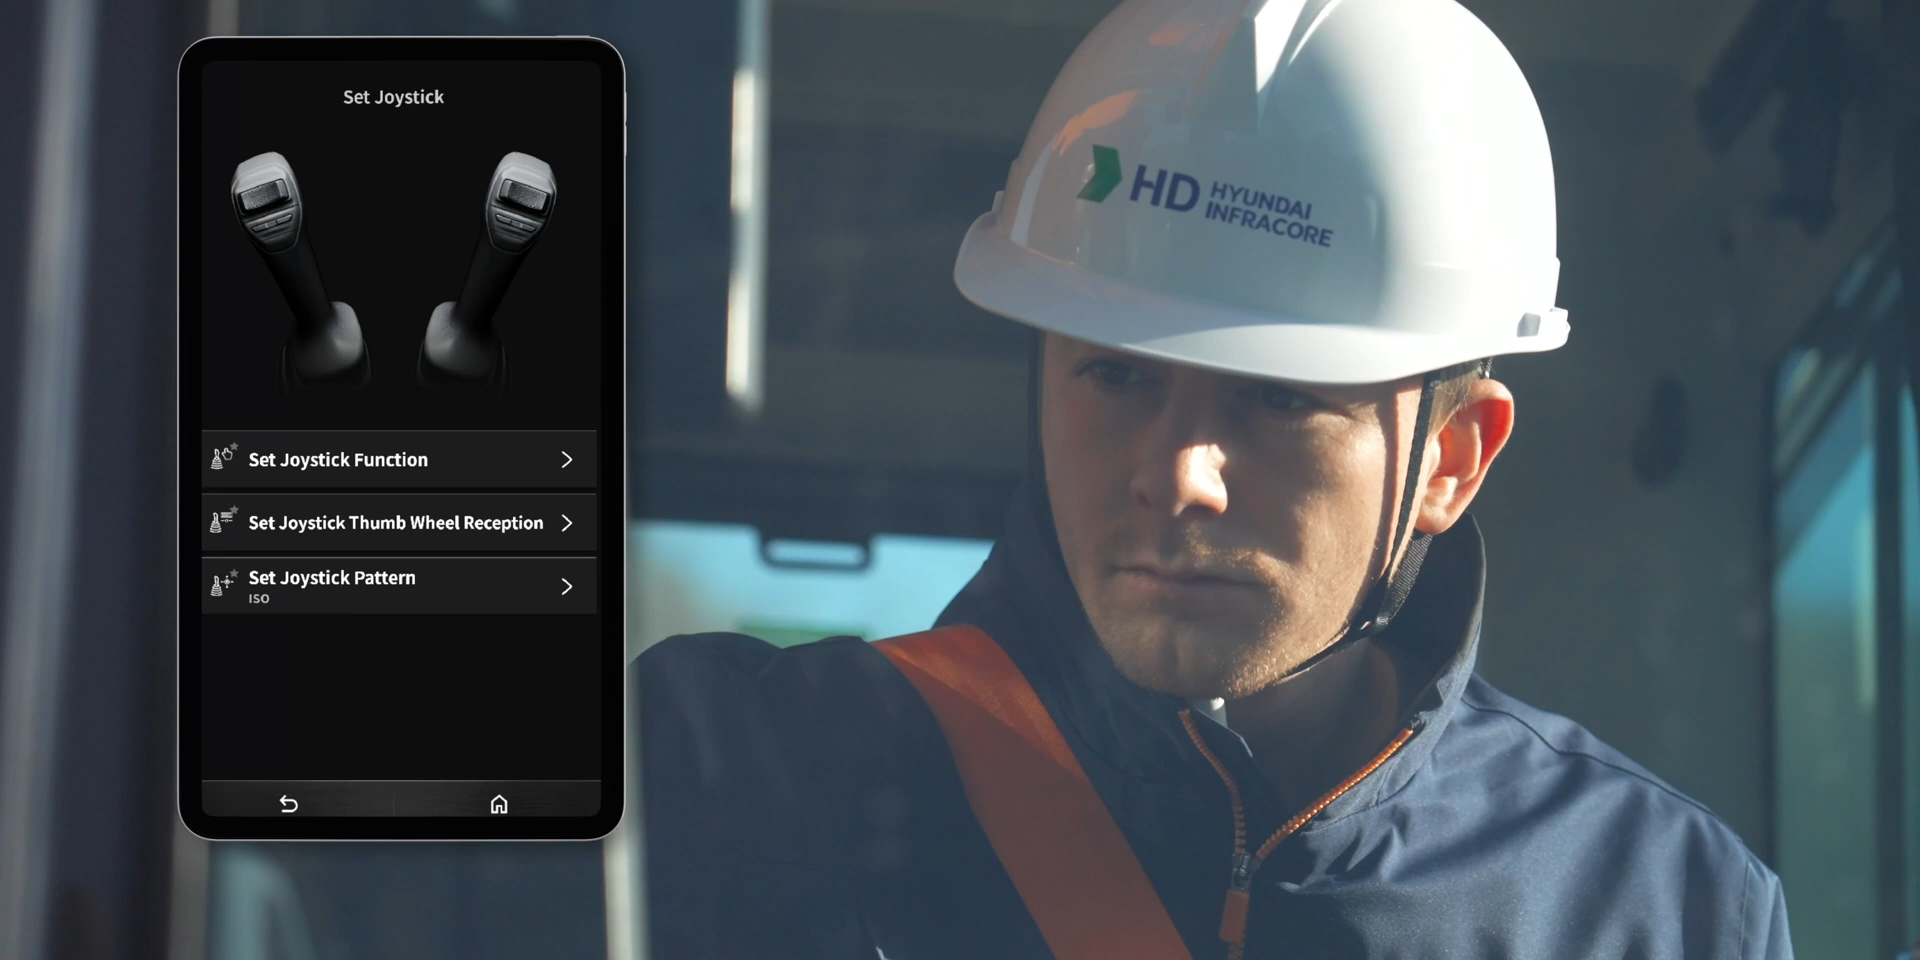 Set Joystick
Set Joystick Function
Set Joystick Thumb Wheel Reception
Set Joystick Pattern
ISO
HD HYUNDAI
INFRACORE